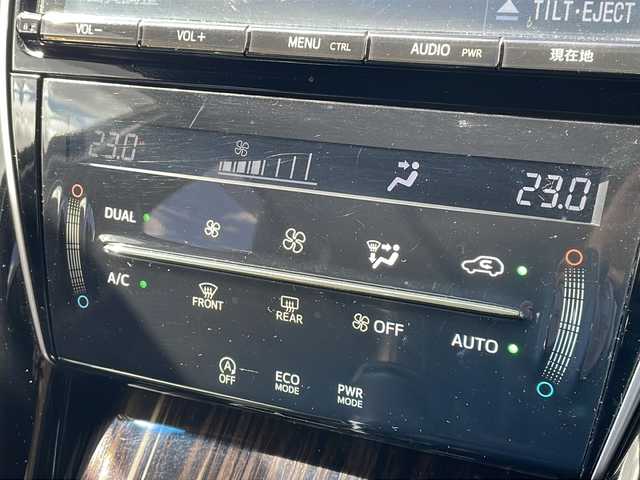 TILT·EJECT
VOL−
VOL+
MENU CTRL
AUDIO PWR
現在地
23.0
23.0
DUAL
A/C
FRONT
REAR
OFF
AUTO
A
OFF
ECO
MODE
PWR
MODE